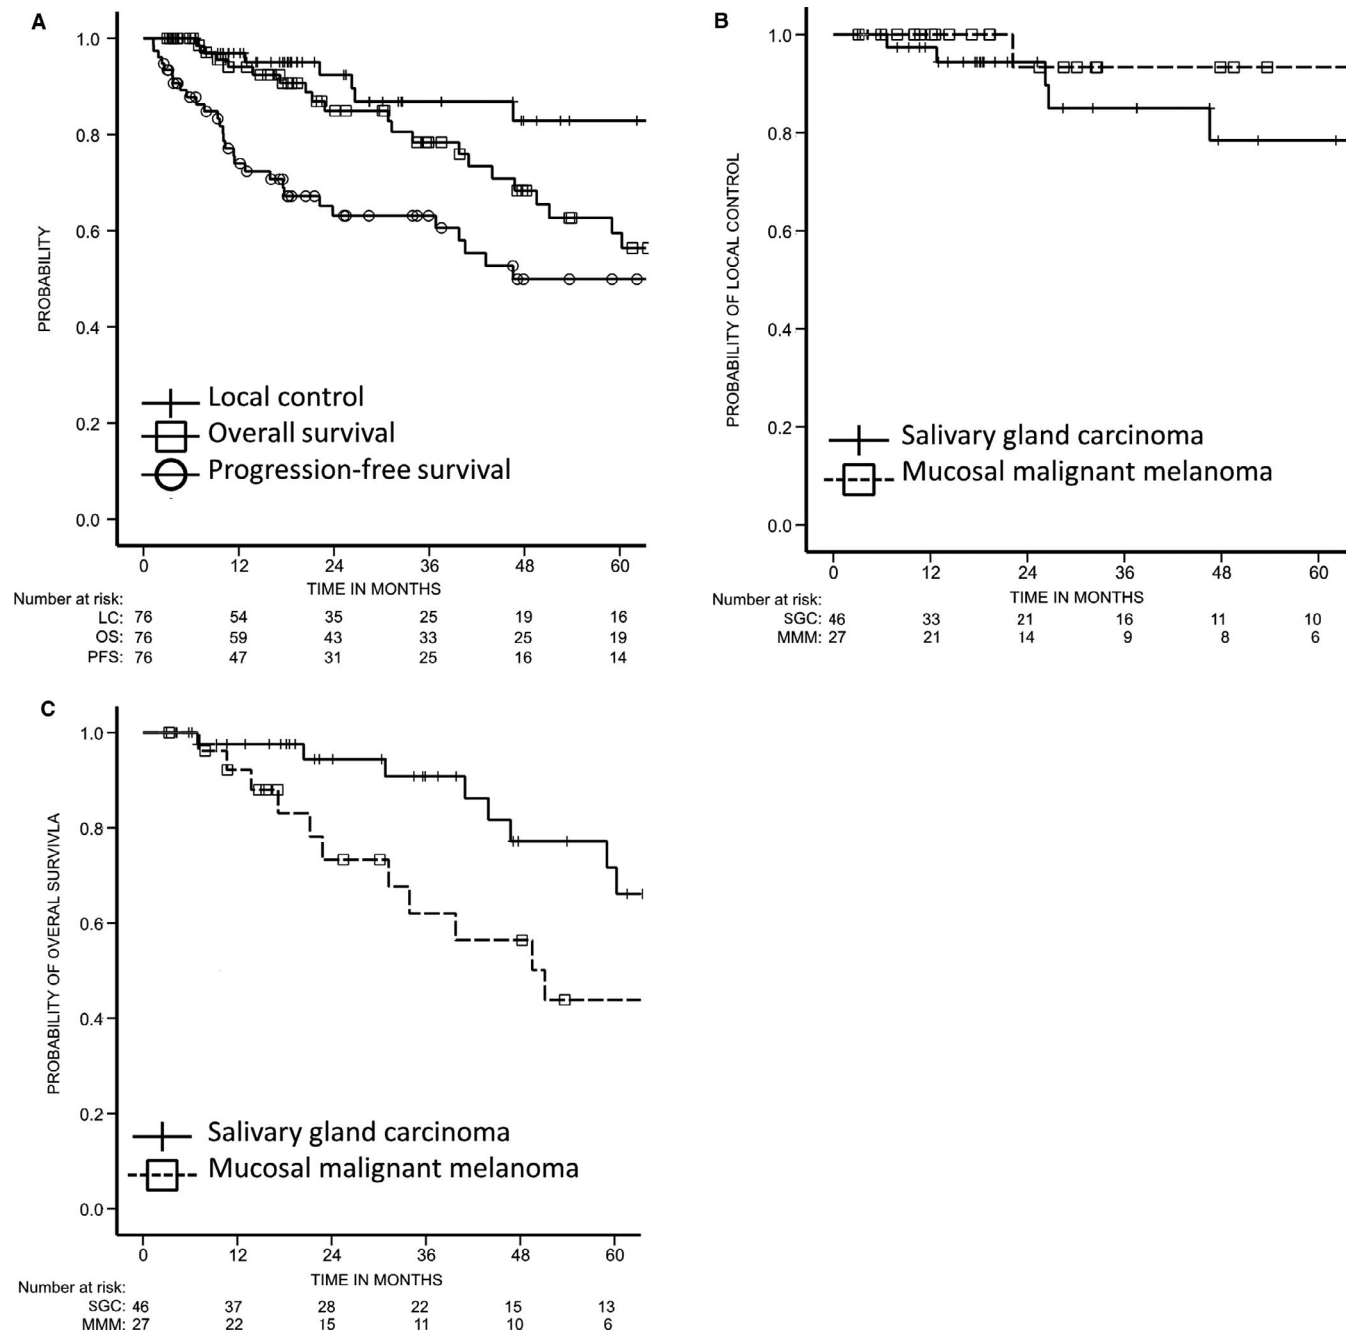 A
1.0
0.8
0.6
0.4
0.2
0.0
PROBABILITY
Local control
Overall survival
Progression-free survival
0 12 24 36 48 60
TIME IN MONTHS
Number at risk:
LC: 76 54 35 25 19 16
OS: 76 59 43 33 25 19
PFS: 76 47 31 25 16 14
B
1.0
0.8
0.6
0.4
0.2
0.0
PROBABILITY OF LOCAL CONTROL
Salivary gland carcinoma
Mucosal malignant melanoma
0 12 24 36 48 60
TIME IN MONTHS
Number at risk:
SGC: 46 33 21 16 11 10
MMM: 27 21 14 9 8 6
C
1.0
0.8
0.6
0.4
0.2
0.0
PROBABILITY OF OVERAL SURVIVLA
Salivary gland carcinoma
Mucosal malignant melanoma
0 12 24 36 48 60
TIME IN MONTHS
Number at risk:
SGC: 46 37 28 22 15 13
MMM: 27 22 15 11 10 6